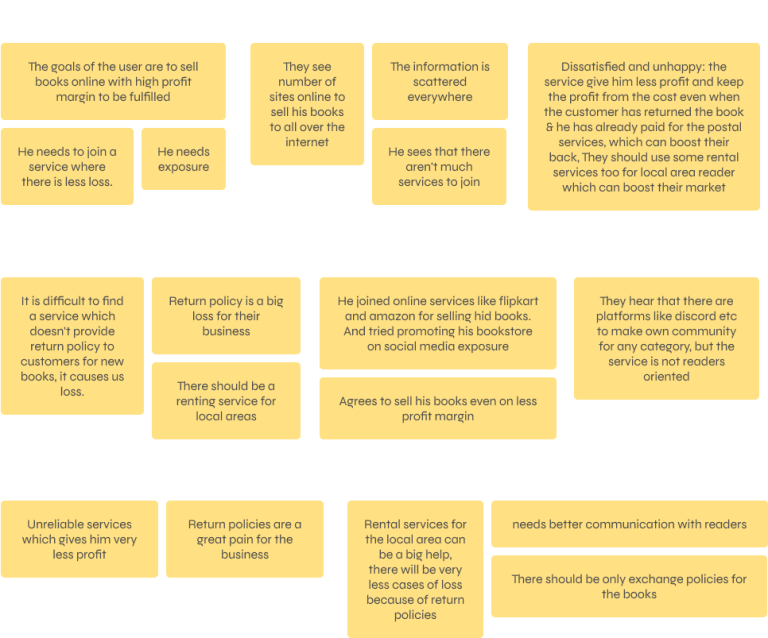 The goals of the user are to sell
books online with high profit
margin to be fulfilled
He needs to join a
service where
there is less loss.
He needs
exposure
They see
number of
sites online to
sell his books
to all over the
internet
The information is
scattered
everywhere
He sees that there
aren't much
services to join
Dissatisfied and unhappy: the
service give him less profit and keep
the profit from the cost even when
the customer has returned the book
& he has already paid for the postal
services, which can boost their
back, They should use some rental
services too for local area reader
which can boost their market
It is difficult to find
a service which
doesn't provide
return policy to
customers for new
books, it causes us
loss.
Return policy is a big
loss for their
business
There should be a
renting service for
local areas
He joined online services like flipkart
and amazon for selling hid books.
And tried promoting his bookstore
on social media exposure
Agrees to sell his books even on less
profit margin
They hear that there are
platforms like discord etc
to make own community
for any category, but the
service is not readers
oriented
Unreliable services
which gives him very
less profit
Return policies are a
great pain for the
business
Rental services for
the local area can
be a big help,
there will be very
less cases of loss
because of return
policies
needs better communication with readers
There should be only exchange policies for
the books